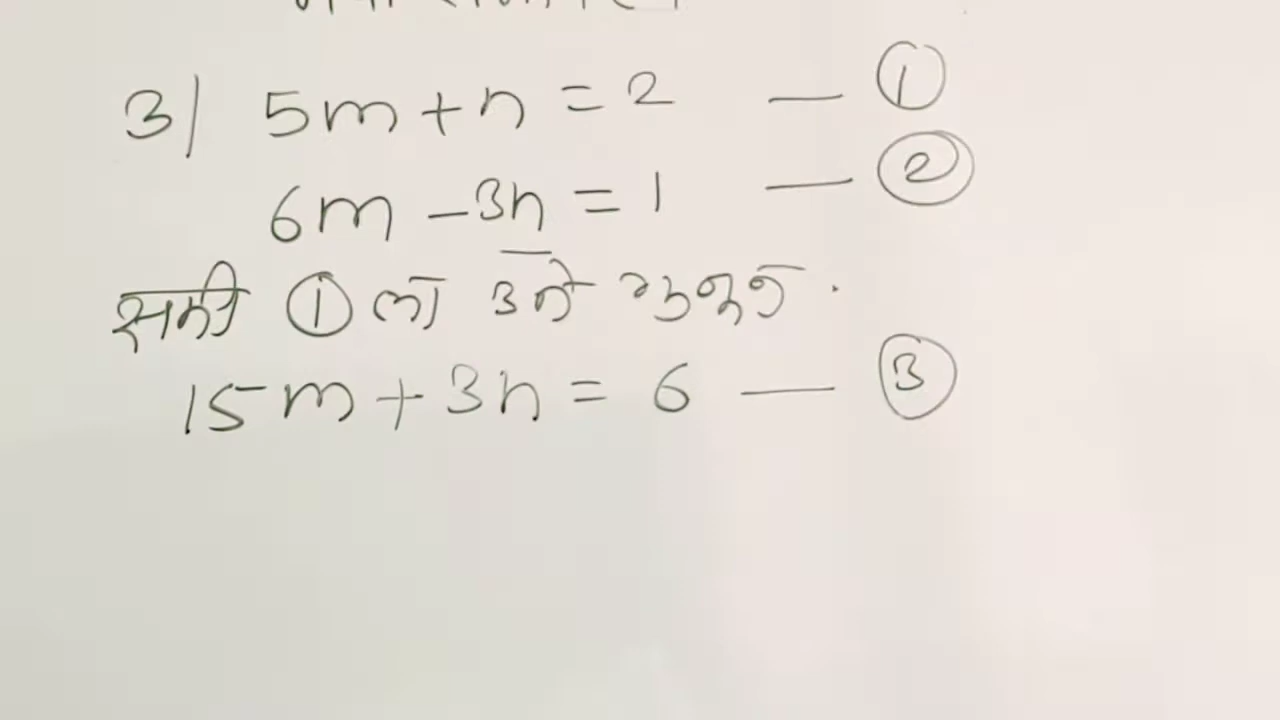 3) 5m + n = 2 — ①
6m - 3n = 1 — ②
समी ① ला 3 ने गुणून.
15m + 3n = 6 — ③